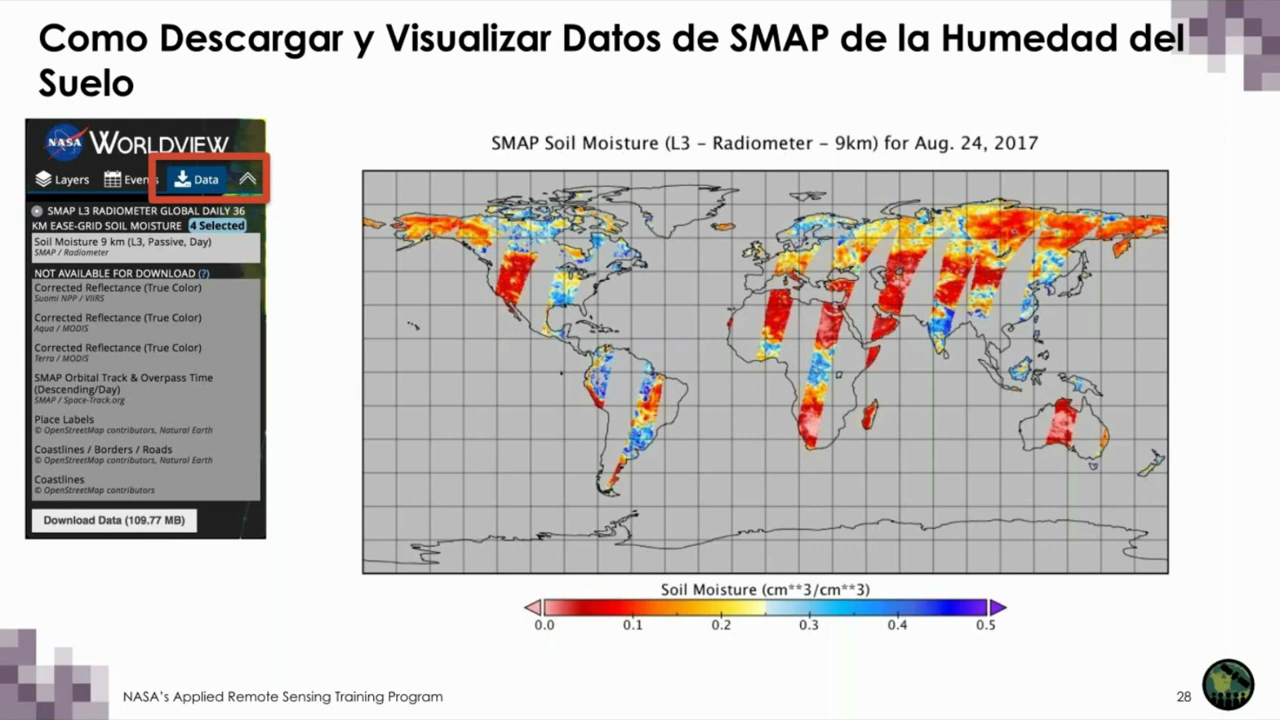 Como Descargar y Visualizar Datos de SMAP de la Humedad del
Suelo
NASA
WORLDVIEW
Layers
Events
Data
SMAP L3 RADIOMETER GLOBAL DAILY 36
KM EASE-GRID SOIL MOISTURE 4 Selected
Soil Moisture 9 km (L3, Passive, Day)
SMAP / Radiometer
NOT AVAILABLE FOR DOWNLOAD (?)
Corrected Reflectance (True Color)
Suomi NPP / VIIRS
Corrected Reflectance (True Color)
Aqua / MODIS
Corrected Reflectance (True Color)
Terra / MODIS
SMAP Orbital Track & Overpass Time
(Descending/Day)
SMAP / Space-Track.org
Place Labels
© OpenStreetMap contributors, Natural Earth
Coastlines / Borders / Roads
© OpenStreetMap contributors, Natural Earth
Coastlines
© OpenStreetMap contributors
Download Data (109.77 MB)
SMAP Soil Moisture (L3 – Radiometer – 9km) for Aug. 24, 2017
Soil Moisture (cm**3/cm**3)
0.0 0.1 0.2 0.3 0.4 0.5
NASA's Applied Remote Sensing Training Program
28